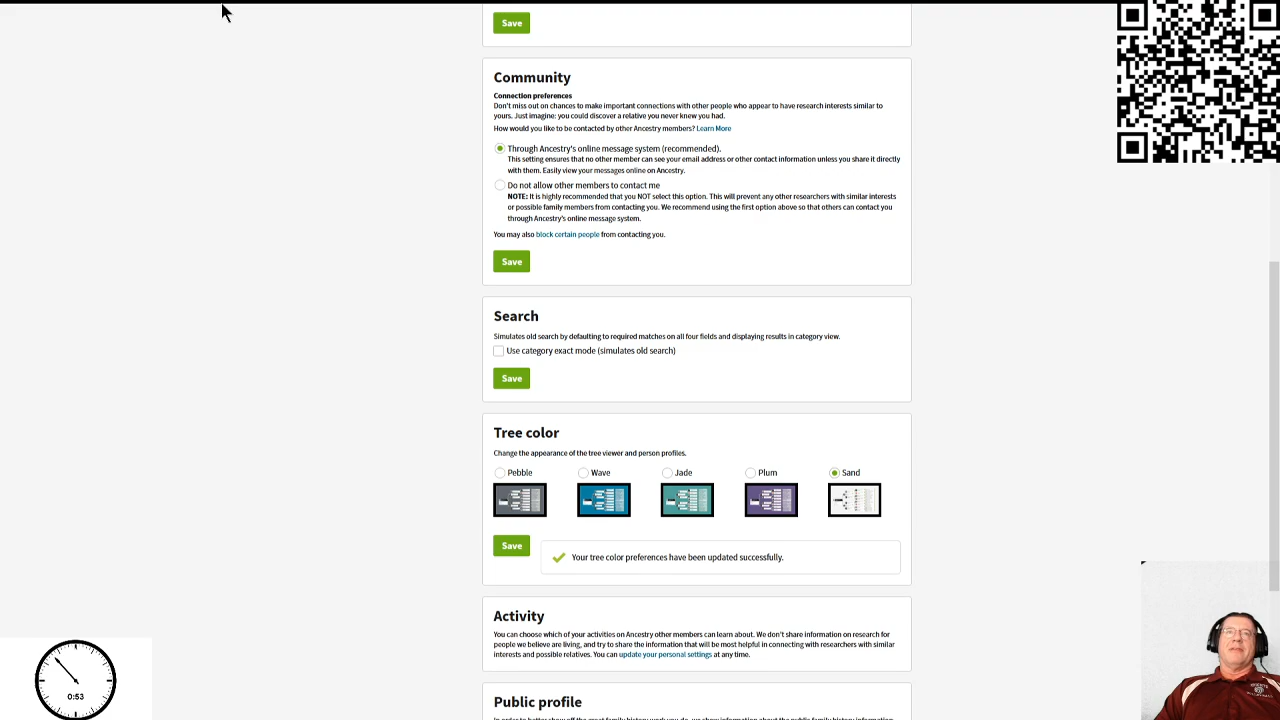 Save
Community
Connection preferences
Don't miss out on chances to make important connections with other people who appear to have research interests similar to
yours. Just imagine: you could discover a relative you never knew you had.
How would you like to be contacted by other Ancestry members? Learn More
Through Ancestry's online message system (recommended).
This setting ensures that no other member can see your email address or other contact information unless you share it directly
with them. Easily view your messages online on Ancestry.
Do not allow other members to contact me
NOTE: It is highly recommended that you NOT select this option. This will prevent any other researchers with similar interests
or possible family members from contacting you. We recommend using the first option above so that others can contact you
through Ancestry's online message system.
You may also block certain people from contacting you.
Save
Search
Simulates old search by defaulting to required matches on all four fields and displaying results in category view.
Use category exact mode (simulates old search)
Save
Tree color
Change the appearance of the tree viewer and person profiles.
Pebble Wave Jade Plum Sand
Save
Your tree color preferences have been updated successfully.
Activity
You can choose which of your activities on Ancestry other members can learn about. We don't share information on research for
people we believe are living, and try to share the information that will be most helpful in connecting with researchers with similar
interests and possible relatives. You can update your personal settings at any time.
0:53
Public profile